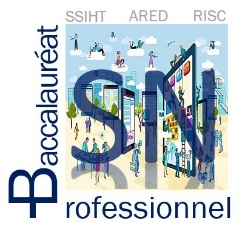 SSIHT ARED RISC
Baccalauréat
SN
Professionnel